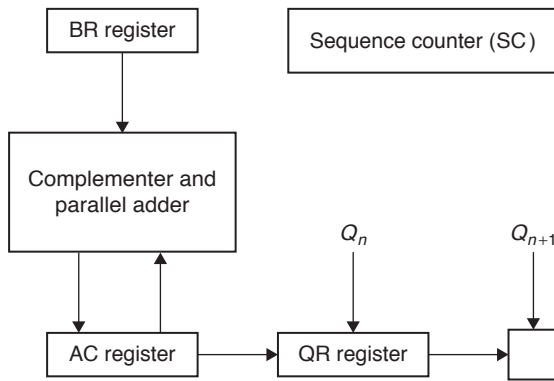 BR register
Sequence counter (SC)
Complementer and
parallel adder
Qn
Qn+1
AC register
QR register